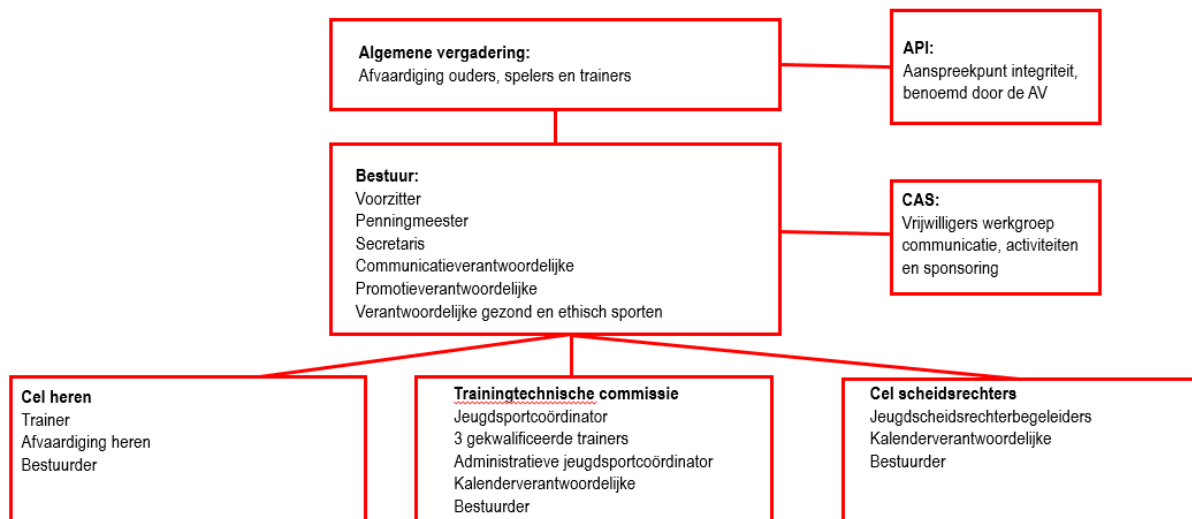 Algemene vergadering:
Afvaardiging ouders, spelers en trainers
API:
Aanspreekpunt integriteit,
benoemd door de AV
Bestuur:
Voorzitter
Penningmeester
Secretaris
Communicatieverantwoordelijke
Promotieverantwoordelijke
Verantwoordelijke gezond en ethisch sporten
CAS:
Vrijwilligers werkgroep
communicatie, activiteiten
en sponsoring
Cel heren
Trainer
Afvaardiging heren
Bestuurder
Trainingtechnische commissie
Jeugdsportcoördinator
3 gekwalificeerde trainers
Administratieve jeugdsportcoördinator
Kalenderverantwoordelijke
Bestuurder
Cel scheidsrechters
Jeugdscheidsrechterbegeleiders
Kalenderverantwoordelijke
Bestuurder